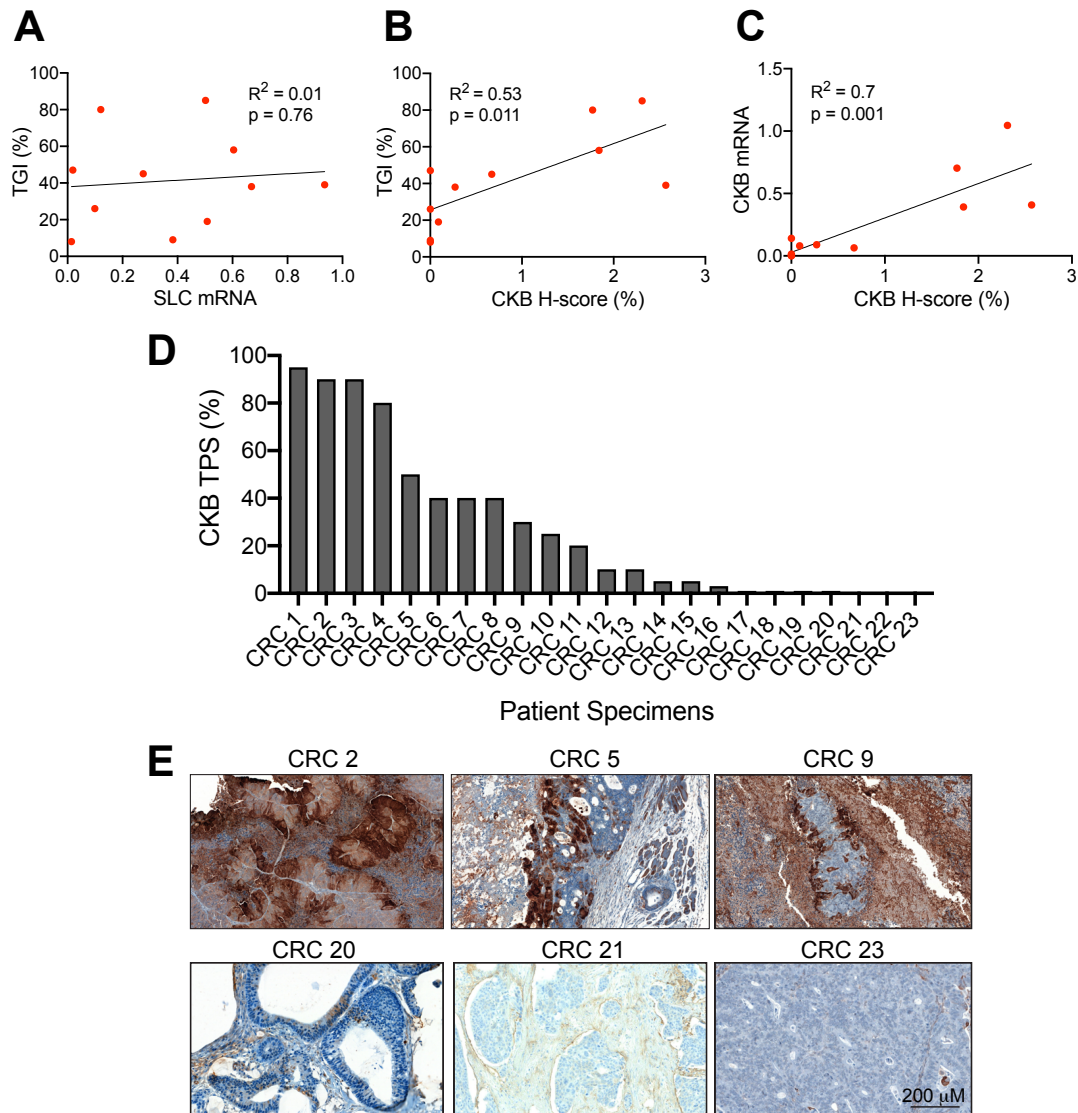 A
B
C
100
80
60
40
20
0
TGI (%)
R² = 0.01
p = 0.76
0.0
0.2
0.4
0.6
0.8
1.0
SLC mRNA
100
80
60
40
20
0
TGI (%)
R² = 0.53
p = 0.011
0
1
2
3
CKB H-score (%)
1.5
1.0
0.5
0.0
CKB mRNA
R² = 0.7
p = 0.001
0
1
2
3
CKB H-score (%)
D
100
80
60
40
20
0
CKB TPS (%)
CRC 1
CRC 2
CRC 3
CRC 4
CRC 5
CRC 6
CRC 7
CRC 8
CRC 9
CRC 10
CRC 11
CRC 12
CRC 13
CRC 14
CRC 15
CRC 16
CRC 17
CRC 18
CRC 19
CRC 20
CRC 21
CRC 22
CRC 23
Patient Specimens
E
CRC 2
CRC 5
CRC 9
CRC 20
CRC 21
CRC 23
200 µM